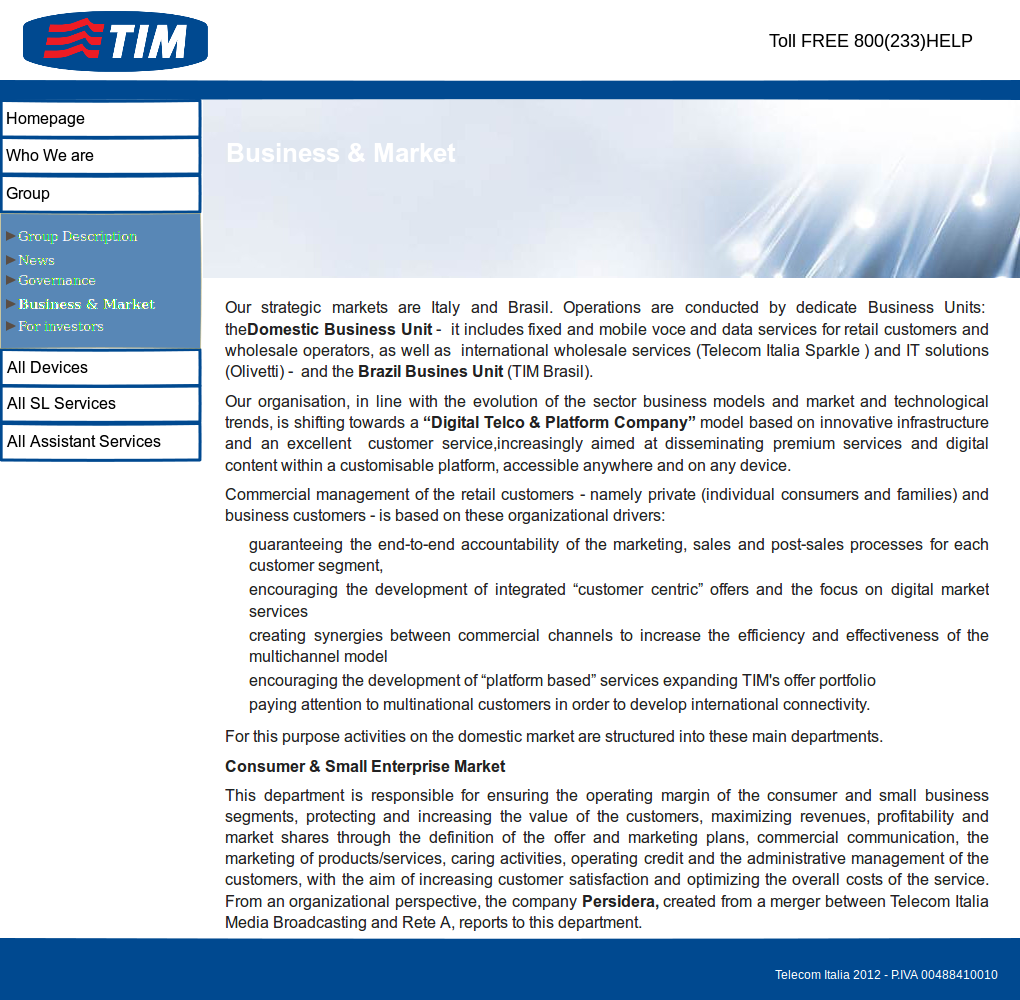 TIM
Toll FREE 800(233)HELP
Homepage
Who We are
Group
Group Description
News
Governance
Business & Market
For investors
All Devices
All SL Services
All Assistant Services
Business & Market
Our strategic markets are Italy and Brasil. Operations are conducted by dedicate Business Units:
theDomestic Business Unit - it includes fixed and mobile voce and data services for retail customers and
wholesale operators, as well as international wholesale services (Telecom Italia Sparkle ) and IT solutions
(Olivetti) - and the Brazil Busines Unit (TIM Brasil).
Our organisation, in line with the evolution of the sector business models and market and technological
trends, is shifting towards a “Digital Telco & Platform Company” model based on innovative infrastructure
and an excellent customer service,increasingly aimed at disseminating premium services and digital
content within a customisable platform, accessible anywhere and on any device.
Commercial management of the retail customers - namely private (individual consumers and families) and
business customers - is based on these organizational drivers:
guaranteeing the end-to-end accountability of the marketing, sales and post-sales processes for each
customer segment,
encouraging the development of integrated “customer centric” offers and the focus on digital market
services
creating synergies between commercial channels to increase the efficiency and effectiveness of the
multichannel model
encouraging the development of “platform based” services expanding TIM's offer portfolio
paying attention to multinational customers in order to develop international connectivity.
For this purpose activities on the domestic market are structured into these main departments.
Consumer & Small Enterprise Market
This department is responsible for ensuring the operating margin of the consumer and small business
segments, protecting and increasing the value of the customers, maximizing revenues, profitability and
market shares through the definition of the offer and marketing plans, commercial communication, the
marketing of products/services, caring activities, operating credit and the administrative management of the
customers, with the aim of increasing customer satisfaction and optimizing the overall costs of the service.
From an organizational perspective, the company Persidera, created from a merger between Telecom Italia
Media Broadcasting and Rete A, reports to this department.
Telecom Italia 2012 - P.IVA 00488410010